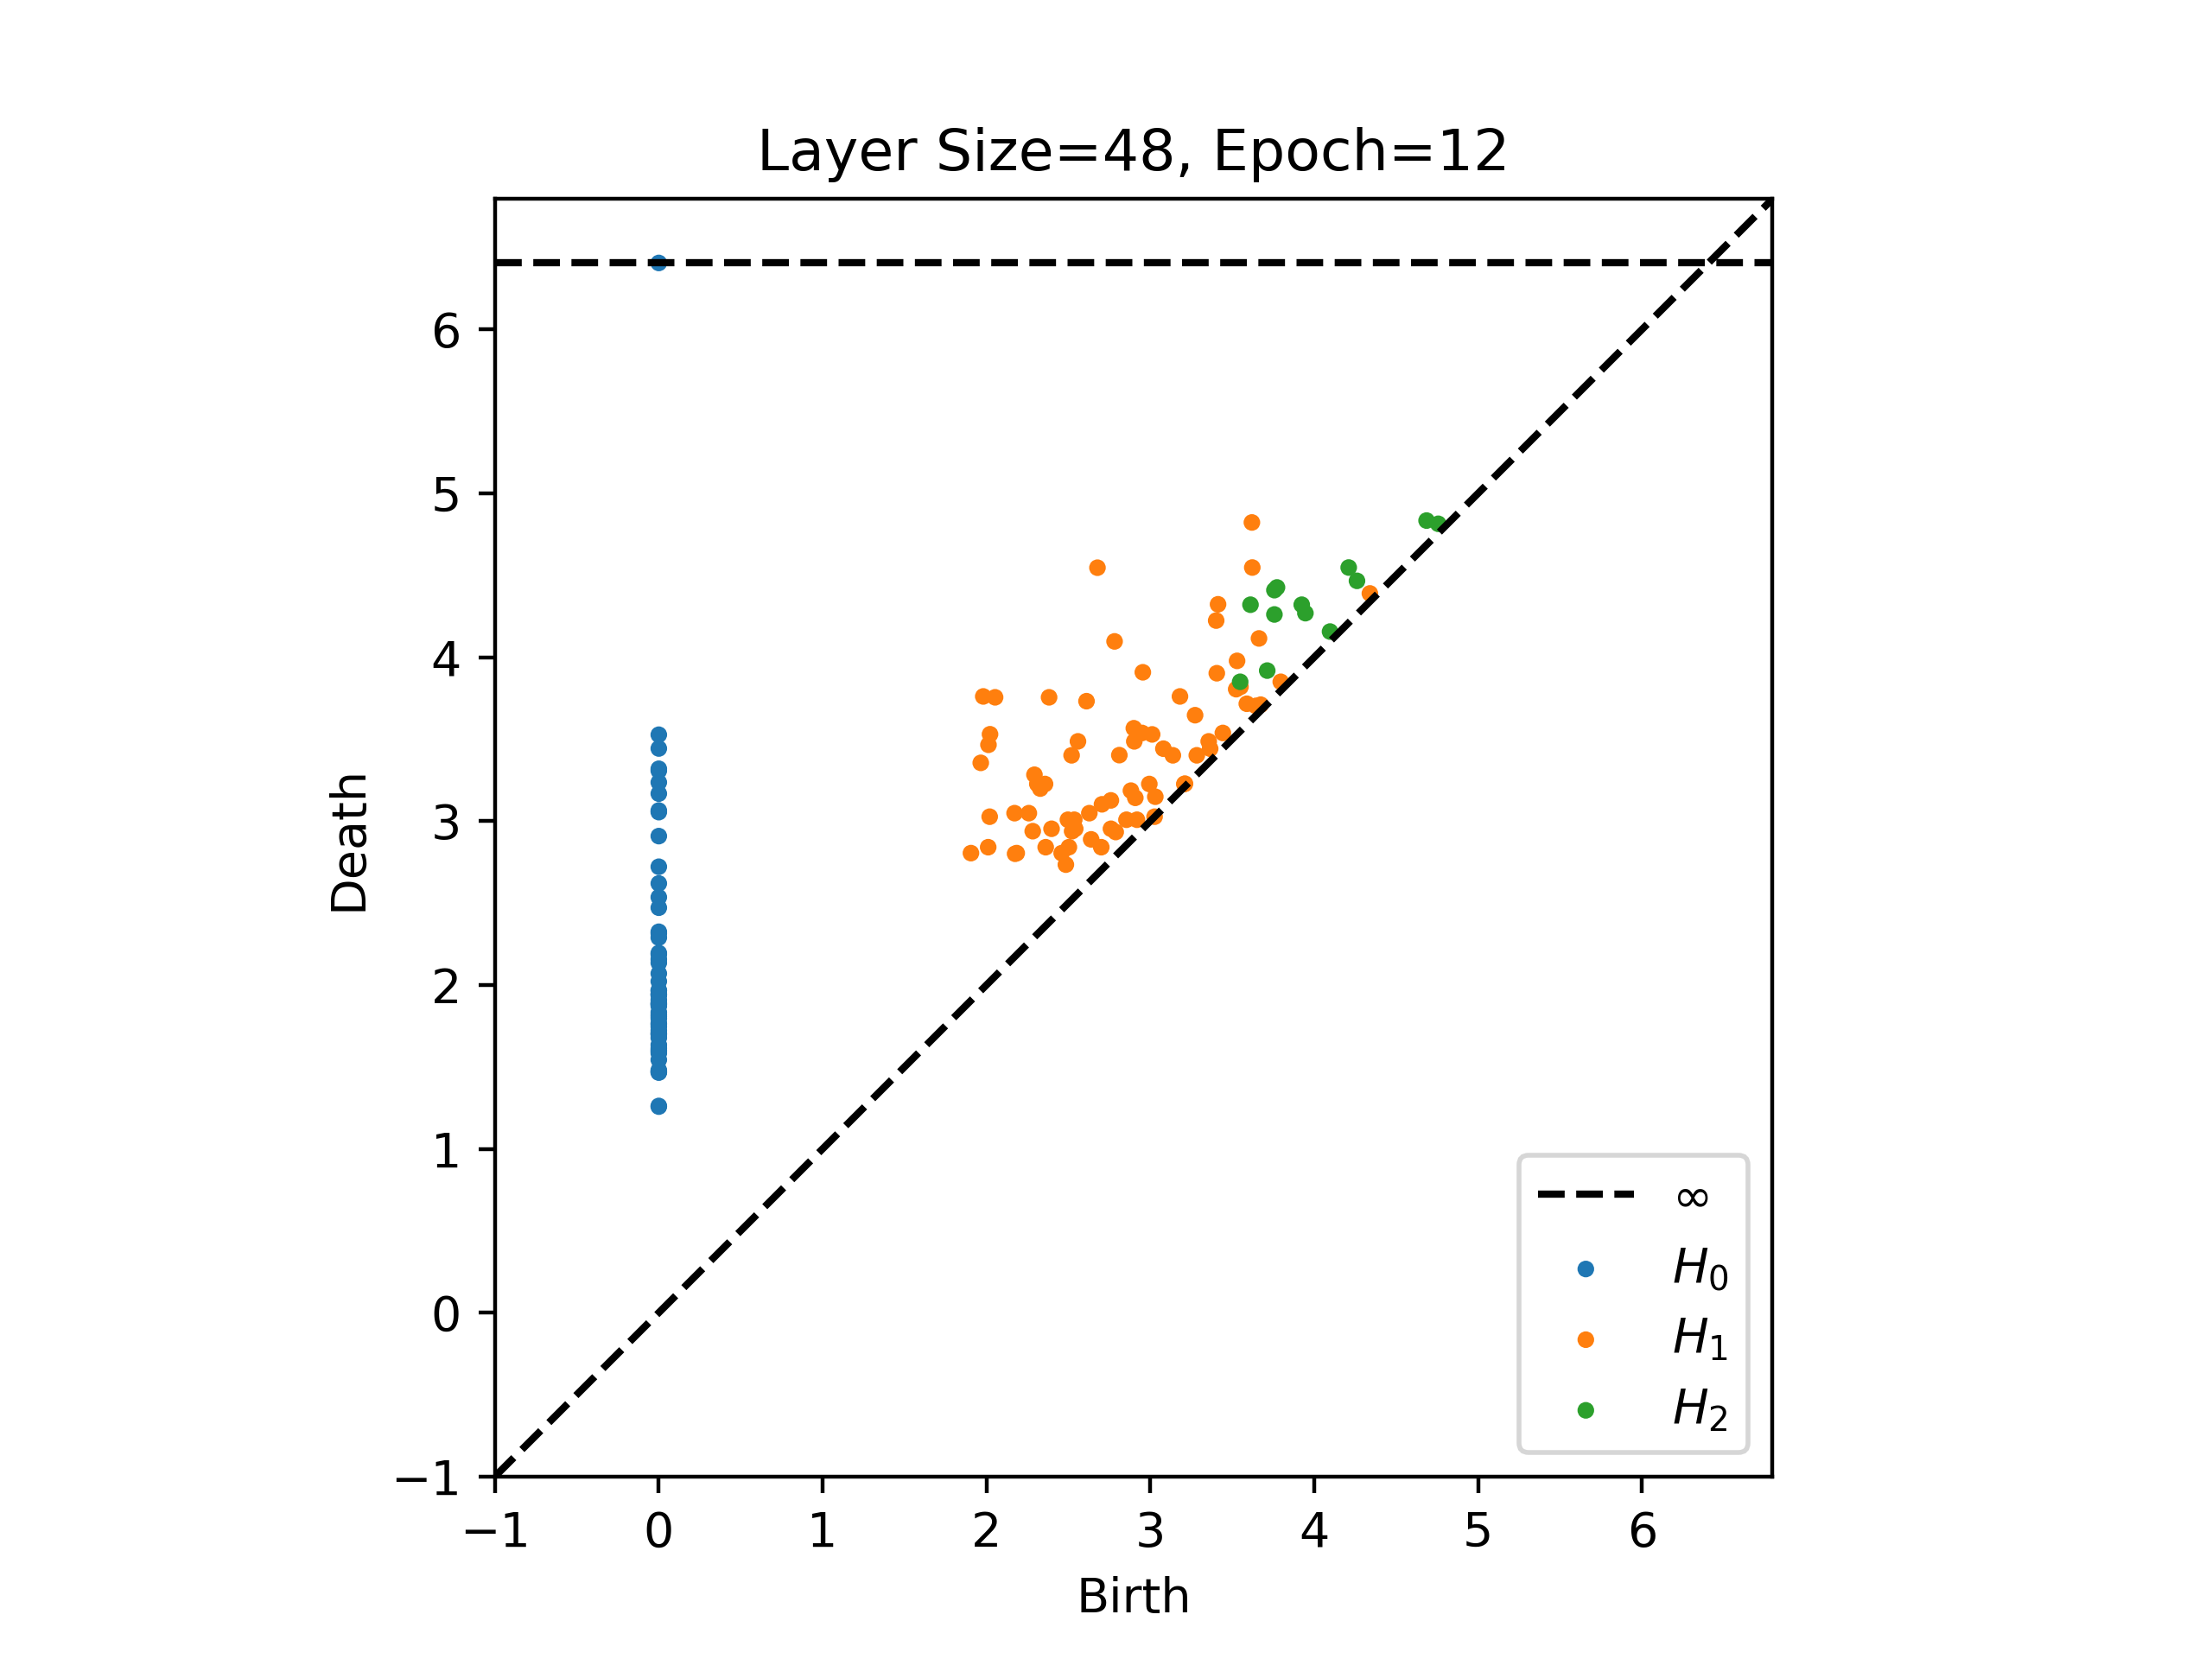 Layer Size=48, Epoch=12
6
5
4
3
2
1
0
−1
Death
−1 0 1 2 3 4 5 6
Birth
∞
H₀
H₁
H₂